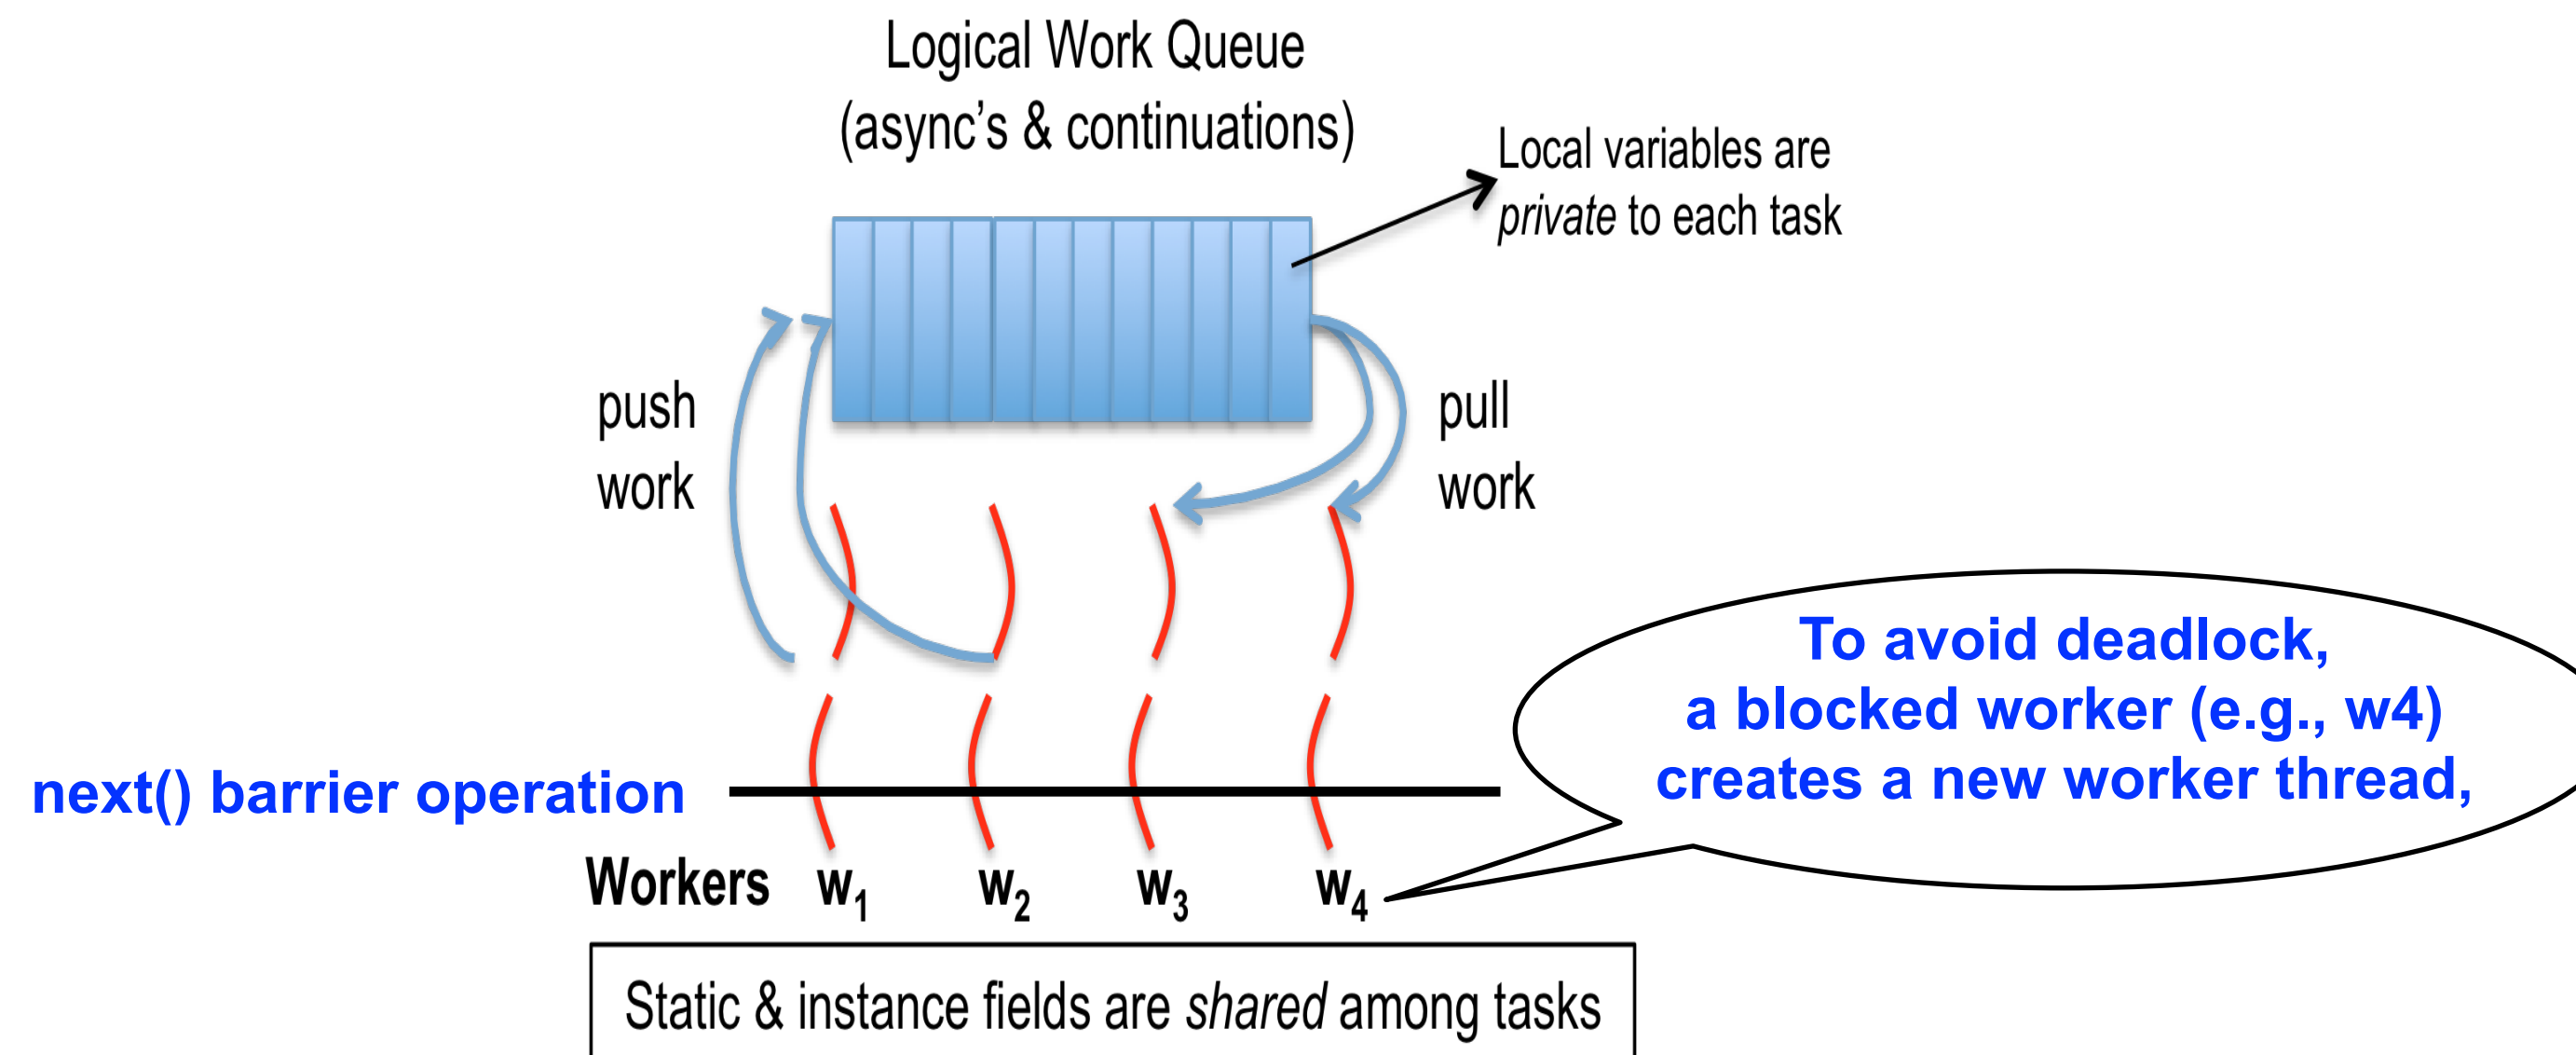 Logical Work Queue
(async's & continuations)
Local variables are
private to each task
push
work
pull
work
To avoid deadlock,
a blocked worker (e.g., w4)
creates a new worker thread,
next() barrier operation
Workers w1 w2 w3 w4
Static & instance fields are shared among tasks